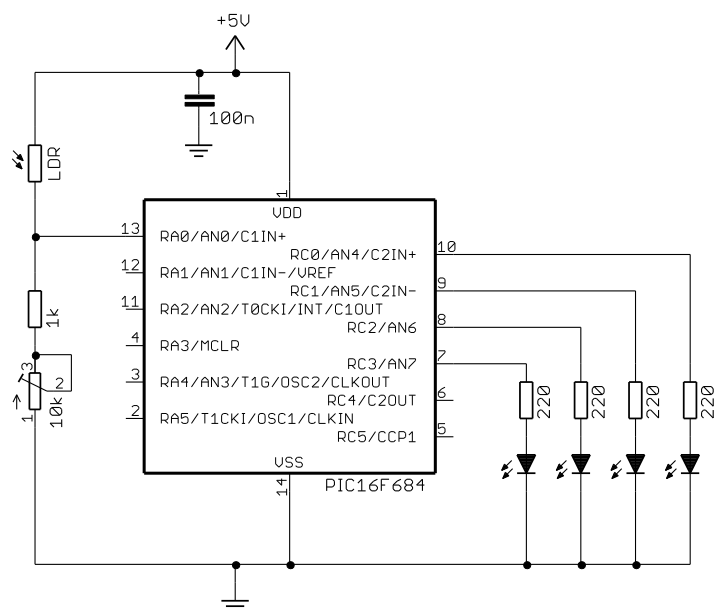 +5V
100n
LDR
1
VDD
13
RA0/AN0/C1IN+
10
RC0/AN4/C2IN+
12
RA1/AN1/C1IN-/VREF
9
RC1/AN5/C2IN-
11
RA2/AN2/T0CKI/INT/C1OUT
1k
8
RC2/AN6
4
RA3/MCLR
7
RC3/AN7
3
2
1
10k
3
RA4/AN3/T1G/OSC2/CLKOUT
6
RC4/C2OUT
2
RA5/T1CKI/OSC1/CLKIN
5
RC5/CCP1
220
220
220
220
VSS
14
PIC16F684